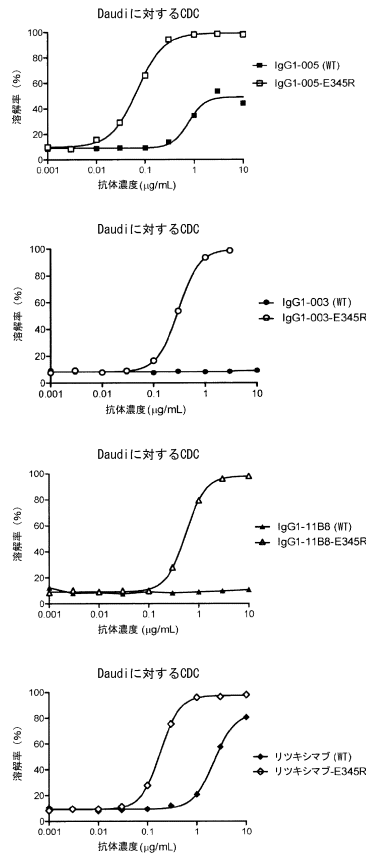 Daudiに対するCDC
溶解率 (%)
100
80
60
40
20
0
0.001 0.01 0.1 1 10
抗体濃度(μg/mL)
IgG1-005 (WT)
IgG1-005-E345R
Daudiに対するCDC
溶解率 (%)
100
80
60
40
20
0
0.001 0.01 0.1 1 10
抗体濃度(μg/mL)
IgG1-003 (WT)
IgG1-003-E345R
Daudiに対するCDC
溶解率 (%)
100
80
60
40
20
0
0.001 0.01 0.1 1 10
抗体濃度 (μg/mL)
IgG1-11B8 (WT)
IgG1-11B8-E345R
Daudiに対するCDC
溶解率 (%)
100
80
60
40
20
0
0.001 0.01 0.1 1 10
抗体濃度 (μg/mL)
リツキシマブ (WT)
リツキシマブ-E345R